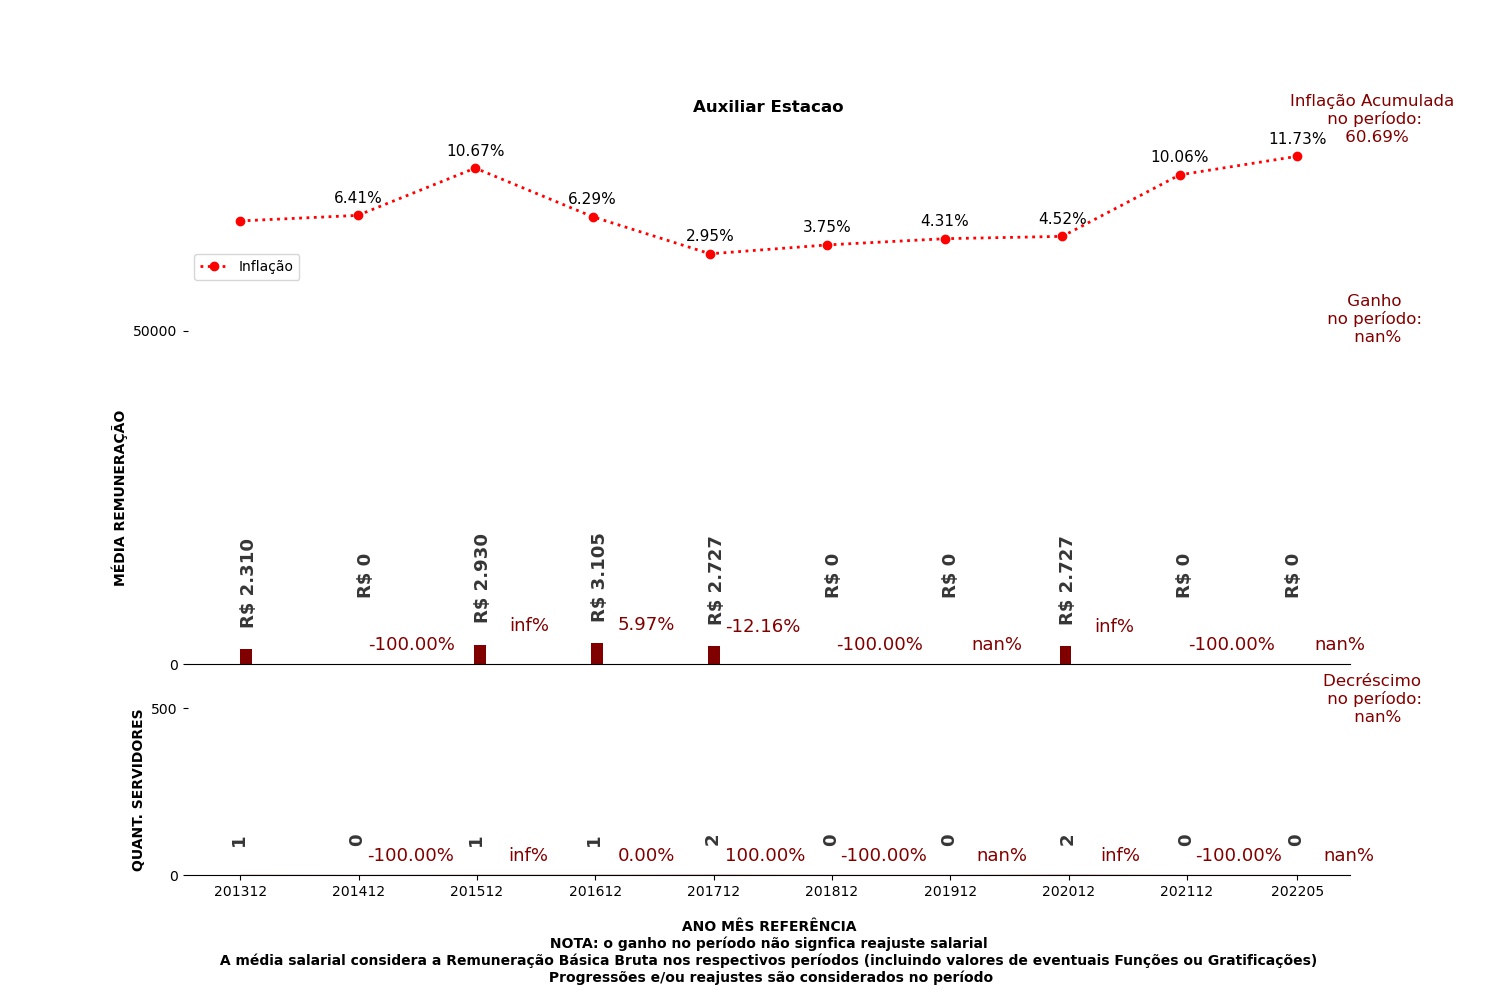 Auxiliar Estacao
Inflação Acumulada
no período:
60.69%
6.41%
10.67%
6.29%
2.95%
3.75%
4.31%
4.52%
10.06%
11.73%
Inflação
Ganho
no período:
nan%
50000
0
MÉDIA REMUNERAÇÃO
R$ 2.310
R$ 0
R$ 2.930
R$ 3.105
R$ 2.727
R$ 0
R$ 0
R$ 2.727
R$ 0
R$ 0
-100.00%
inf%
5.97%
-12.16%
-100.00%
nan%
inf%
-100.00%
nan%
Decréscimo
no período:
nan%
500
0
QUANT. SERVIDORES
1
0
1
1
2
0
0
2
0
0
-100.00%
inf%
0.00%
100.00%
-100.00%
nan%
inf%
-100.00%
nan%
201312
201412
201512
201612
201712
201812
201912
202012
202112
202205
ANO MÊS REFERÊNCIA
NOTA: o ganho no período não signfica reajuste salarial
A média salarial considera a Remuneração Básica Bruta nos respectivos períodos (incluindo valores de eventuais Funções ou Gratificações)
Progressões e/ou reajustes são considerados no período